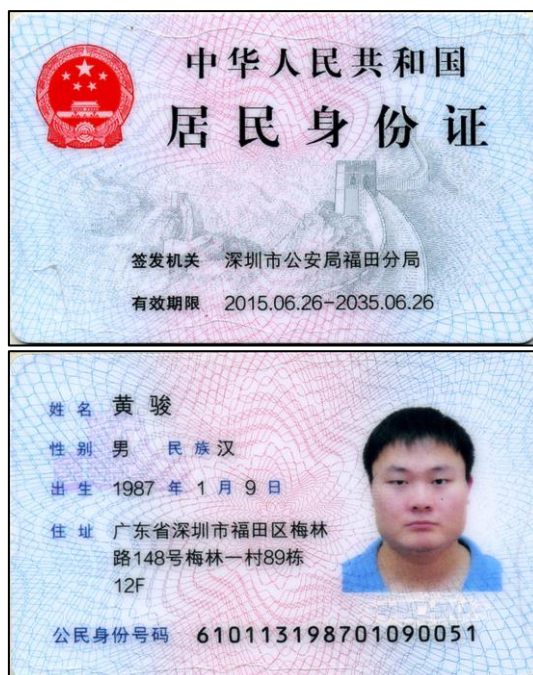 中华人民共和国
居民身份证
签发机关 深圳市公安局福田分局
有效期限 2015.06.26-2035.06.26
姓名 黄骏
性别 男 民族 汉
出生 1987 年 1 月 9 日
住址 广东省深圳市福田区梅林
路148号梅林一村89栋
12F
公民身份号码 610113198701090051